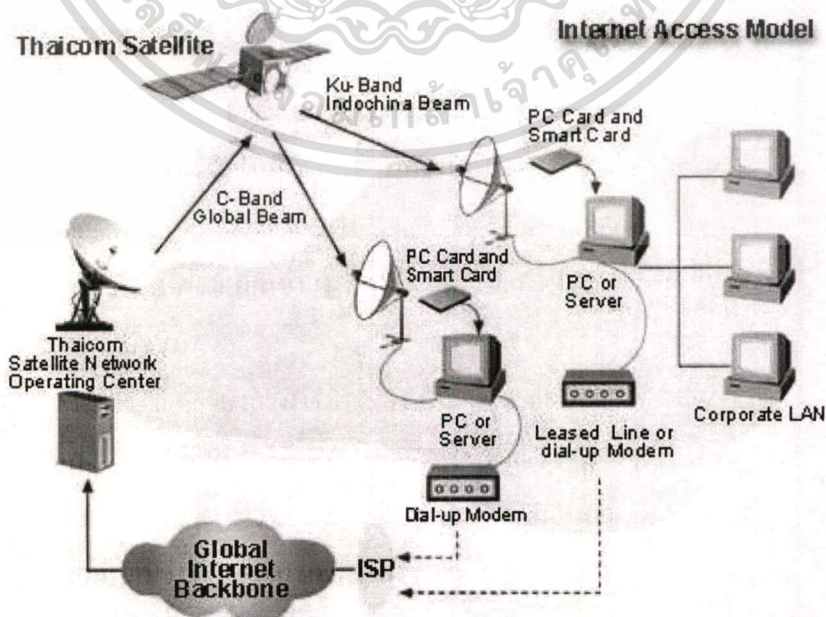 Internet Access Model
Thaicom Satellite
Ku-Band
Indochina Beam
PC Card and
Smart Card
C-Band
Global Beam
PC Card and
Smart Card
PC or
Server
Thaicom
Satellite Network
Operating Center
PC or
Server
Leased Line or
dial-up Modem
Corporate LAN
Dial-up Modem
Global
Internet
Backbone
ISP